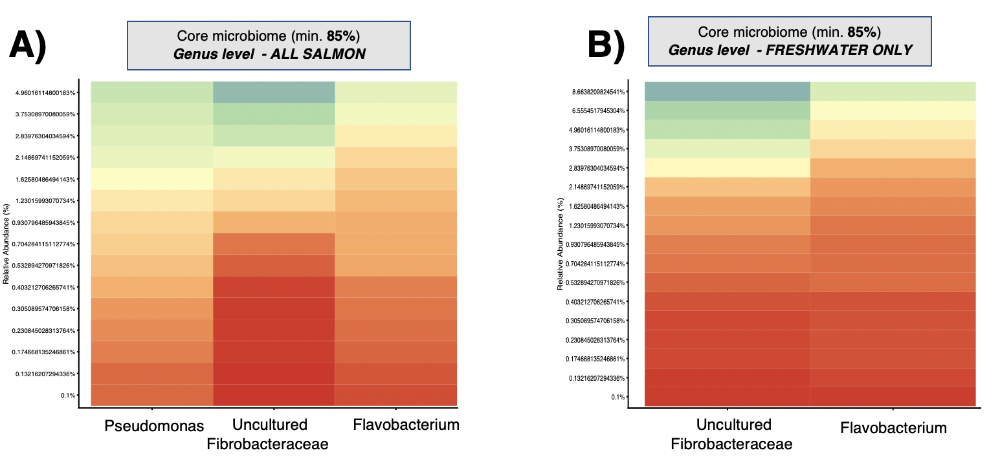 A)
Core microbiome (min. 85%)
Genus level - ALL SALMON
Relative Abundance (%)
4.96016114800183%
3.75308970080059%
2.83976304034594%
2.14869741152059%
1.62580486494143%
1.23015993070734%
0.930796485943845%
0.704284115112774%
0.532894270971826%
0.403212706265741%
0.305089574706158%
0.230845028313764%
0.174668135246861%
0.13216207294336%
0.1%
Pseudomonas
Uncultured
Fibrobacteraceae
Flavobacterium
B)
Core microbiome (min. 85%)
Genus level - FRESHWATER ONLY
Relative Abundance (%)
8.6638209824541%
6.5554517945304%
4.96016114800183%
3.75308970080059%
2.83976304034594%
2.14869741152059%
1.62580486494143%
1.23015993070734%
0.930796485943845%
0.704284115112774%
0.532894270971826%
0.403212706265741%
0.305089574706158%
0.230845028313764%
0.174668135246861%
0.13216207294336%
0.1%
Uncultured
Fibrobacteraceae
Flavobacterium